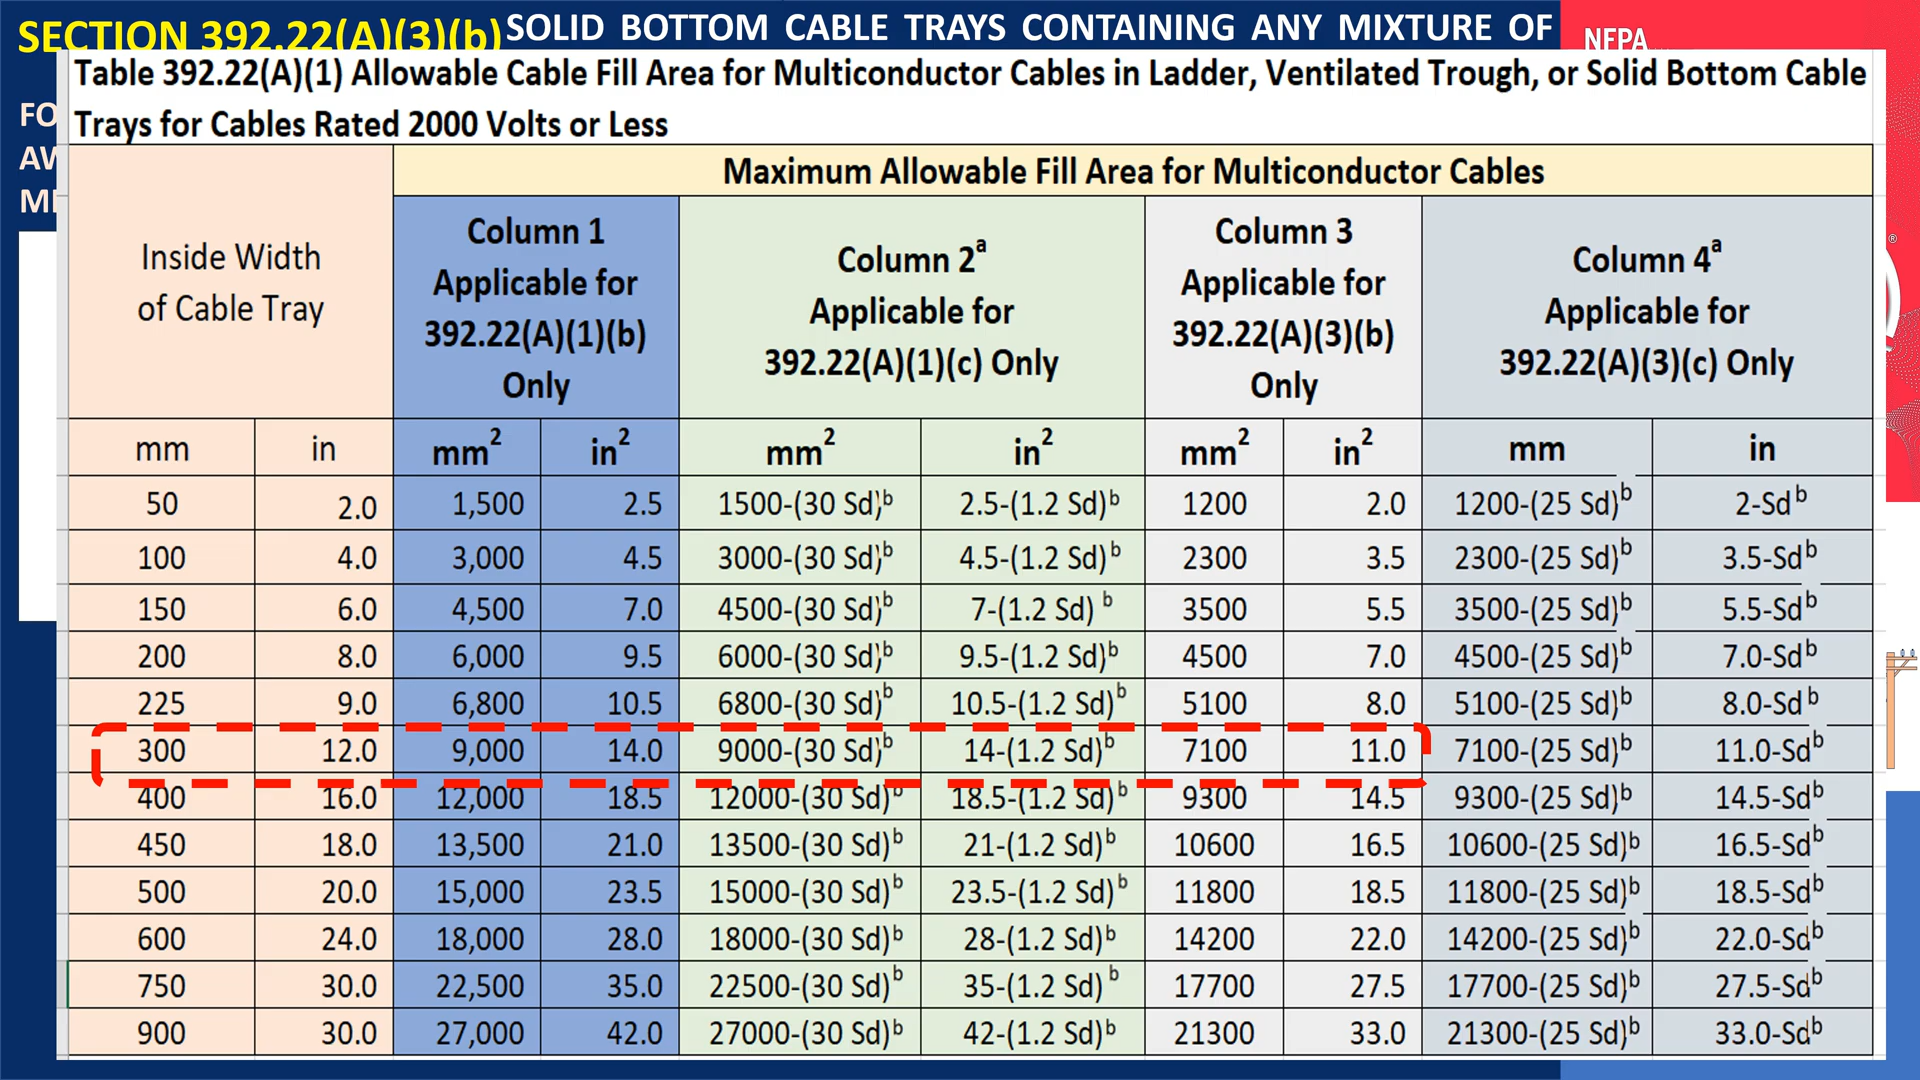 SECTION 392.22(A)(3)(b) SOLID BOTTOM CABLE TRAYS CONTAINING ANY MIXTURE OF
NFPA
FO
AW
Table 392.22(A)(1) Allowable Cable Fill Area for Multiconductor Cables in Ladder, Ventilated Trough, or Solid Bottom Cable
Trays for Cables Rated 2000 Volts or Less
Maximum Allowable Fill Area for Multiconductor Cables
Inside Width
of Cable Tray
Column 1
Applicable for
392.22(A)(1)(b)
Only
Column 2a
Applicable for
392.22(A)(1)(c) Only
Column 3
Applicable for
392.22(A)(3)(b)
Only
Column 4a
Applicable for
392.22(A)(3)(c) Only
®
mm in mm2 in2 mm2 in2 mm2 in2 mm in
50 2.0 1,500 2.5 1500-(30 Sd)b 2.5-(1.2 Sd)b 1200 2.0 1200-(25 Sd)b 2-Sdb
100 4.0 3,000 4.5 3000-(30 Sd)b 4.5-(1.2 Sd)b 2300 3.5 2300-(25 Sd)b 3.5-Sdb
150 6.0 4,500 7.0 4500-(30 Sd)b 7-(1.2 Sd) b 3500 5.5 3500-(25 Sd)b 5.5-Sdb
200 8.0 6,000 9.5 6000-(30 Sd)b 9.5-(1.2 Sd)b 4500 7.0 4500-(25 Sd)b 7.0-Sdb
225 9.0 6,800 10.5 6800-(30 Sd)b 10.5-(1.2 Sd)b 5100 8.0 5100-(25 Sd)b 8.0-Sdb
300 12.0 9,000 14.0 9000-(30 Sd)b 14-(1.2 Sd)b 7100 11.0 7100-(25 Sd)b 11.0-Sdb
400 16.0 12,000 18.5 12000-(30 Sd)b 18.5-(1.2 Sd)b 9300 14.5 9300-(25 Sd)b 14.5-Sdb
450 18.0 13,500 21.0 13500-(30 Sd)b 21-(1.2 Sd)b 10600 16.5 10600-(25 Sd)b 16.5-Sdb
500 20.0 15,000 23.5 15000-(30 Sd)b 23.5-(1.2 Sd)b 11800 18.5 11800-(25 Sd)b 18.5-Sdb
600 24.0 18,000 28.0 18000-(30 Sd)b 28-(1.2 Sd)b 14200 22.0 14200-(25 Sd)b 22.0-Sdb
750 30.0 22,500 35.0 22500-(30 Sd)b 35-(1.2 Sd) b 17700 27.5 17700-(25 Sd)b 27.5-Sdb
900 30.0 27,000 42.0 27000-(30 Sd)b 42-(1.2 Sd)b 21300 33.0 21300-(25 Sd)b 33.0-Sdb